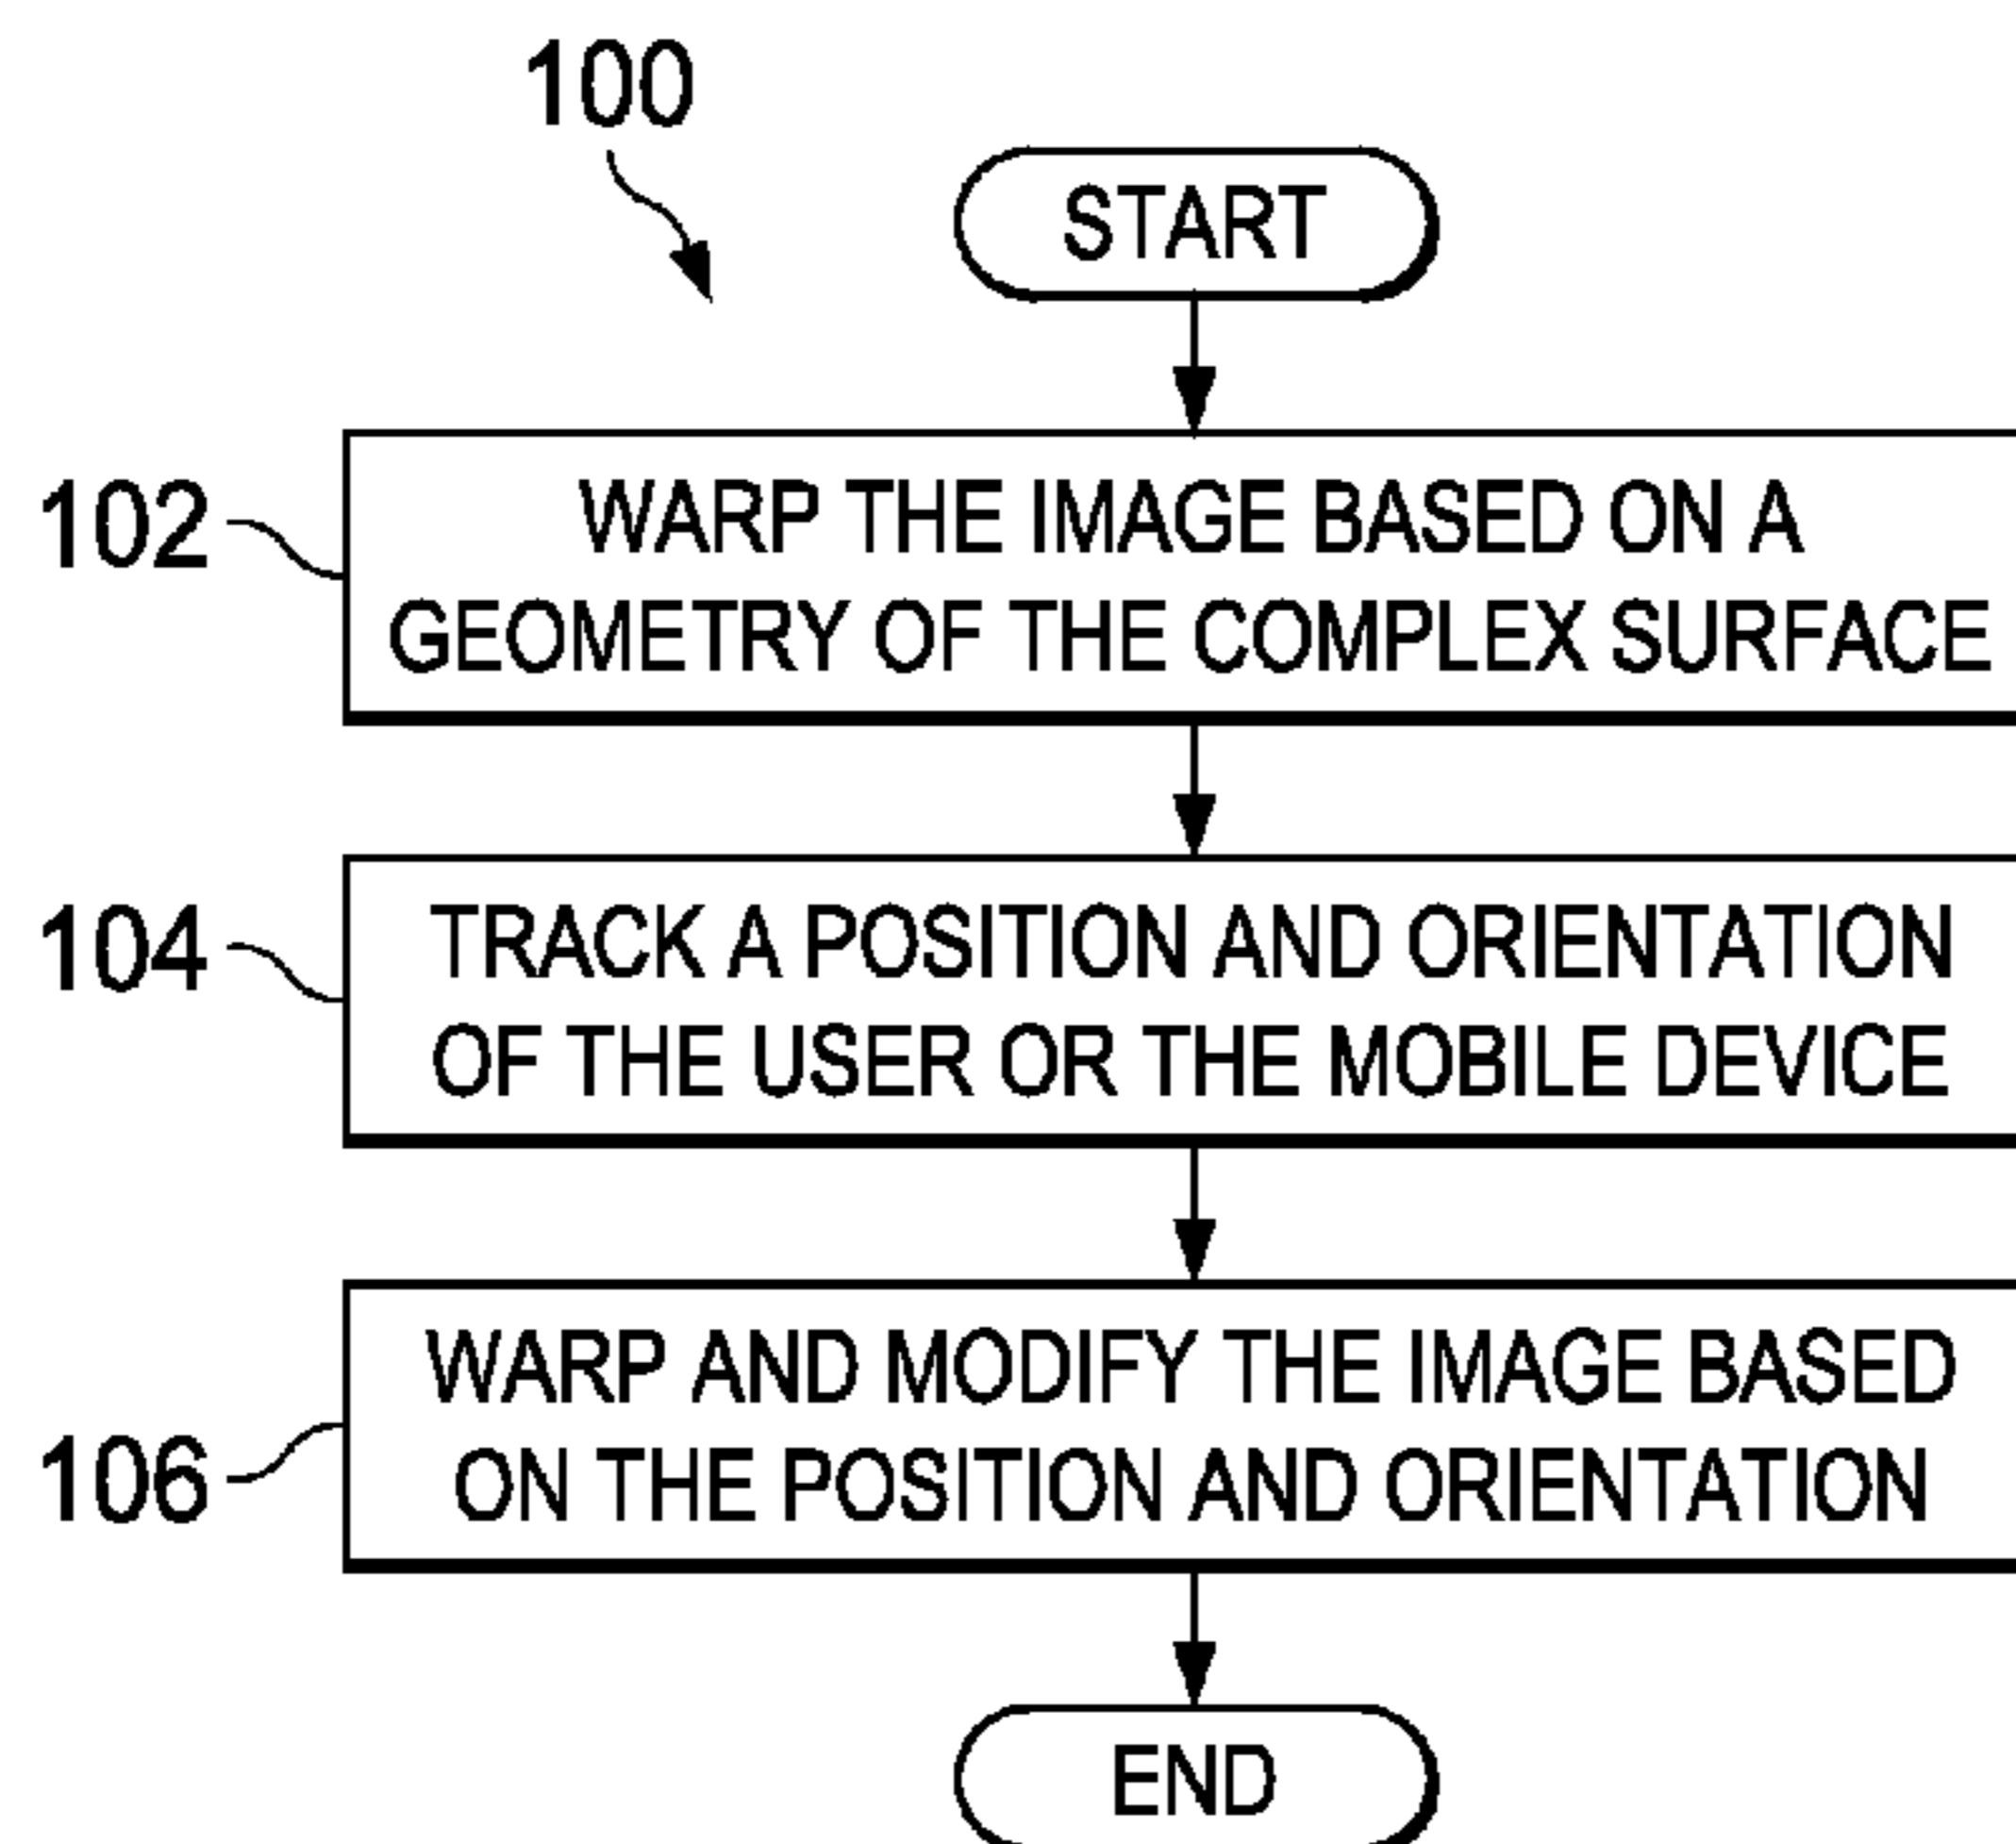 100
START
102
WARP THE IMAGE BASED ON A
GEOMETRY OF THE COMPLEX SURFACE
104
TRACK A POSITION AND ORIENTATION
OF THE USER OR THE MOBILE DEVICE
106
WARP AND MODIFY THE IMAGE BASED
ON THE POSITION AND ORIENTATION
END